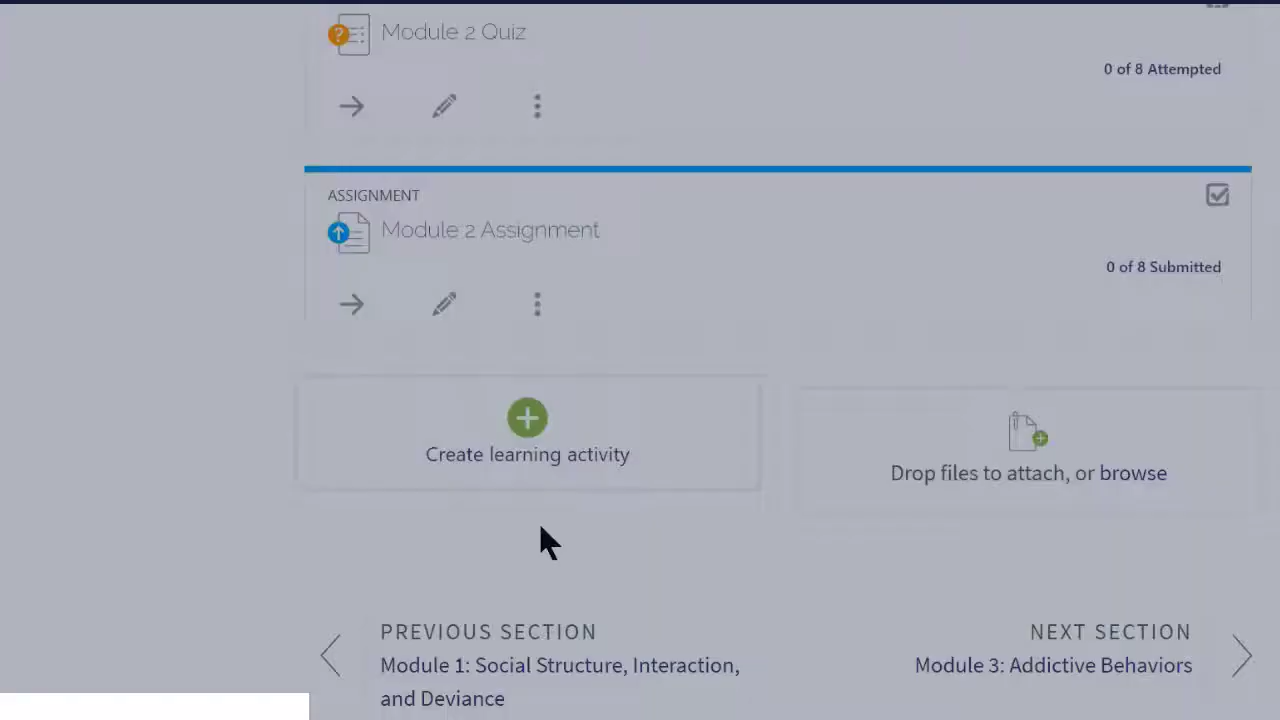 Module 2 Quiz
0 of 8 Attempted
ASSIGNMENT
Module 2 Assignment
0 of 8 Submitted
Create learning activity
Drop files to attach, or browse
PREVIOUS SECTION
Module 1: Social Structure, Interaction,
and Deviance
NEXT SECTION
Module 3: Addictive Behaviors